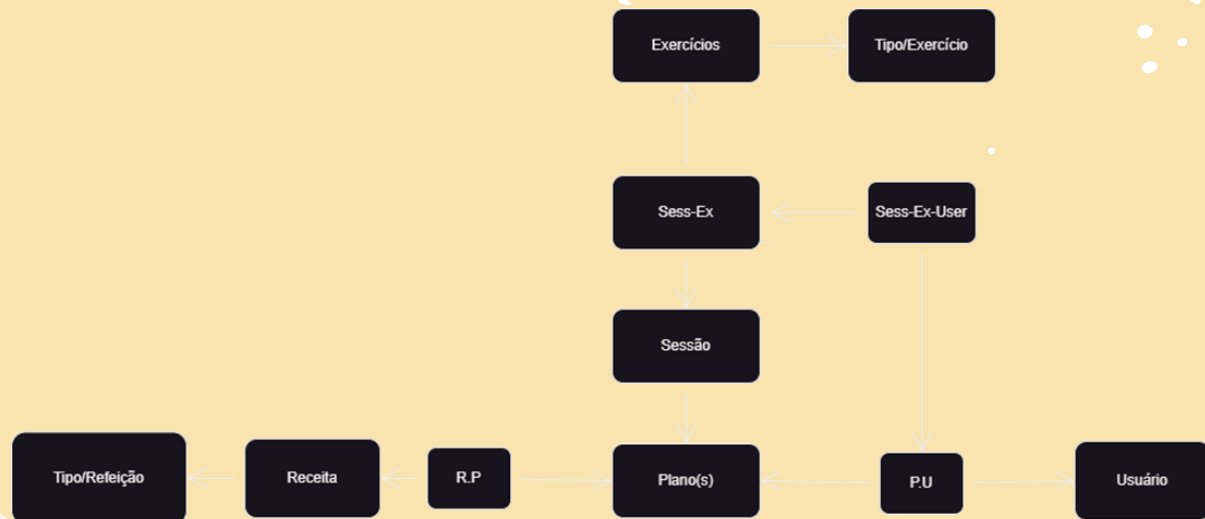 Exercícios
Tipo/Exercício
Sess-Ex
Sess-Ex-User
Sessão
Tipo/Refeição
Receita
R.P
Plano(s)
P.U
Usuário